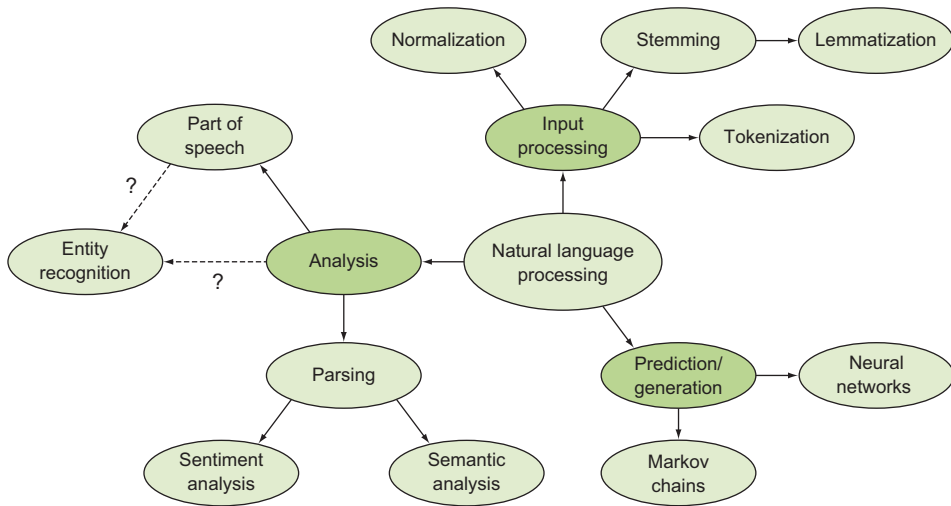 Normalization
Stemming
Lemmatization
Part of
speech
Input
processing
Tokenization
?
Entity
recognition
?
Analysis
Natural language
processing
Parsing
Prediction/
generation
Neural
networks
Sentiment
analysis
Semantic
analysis
Markov
chains